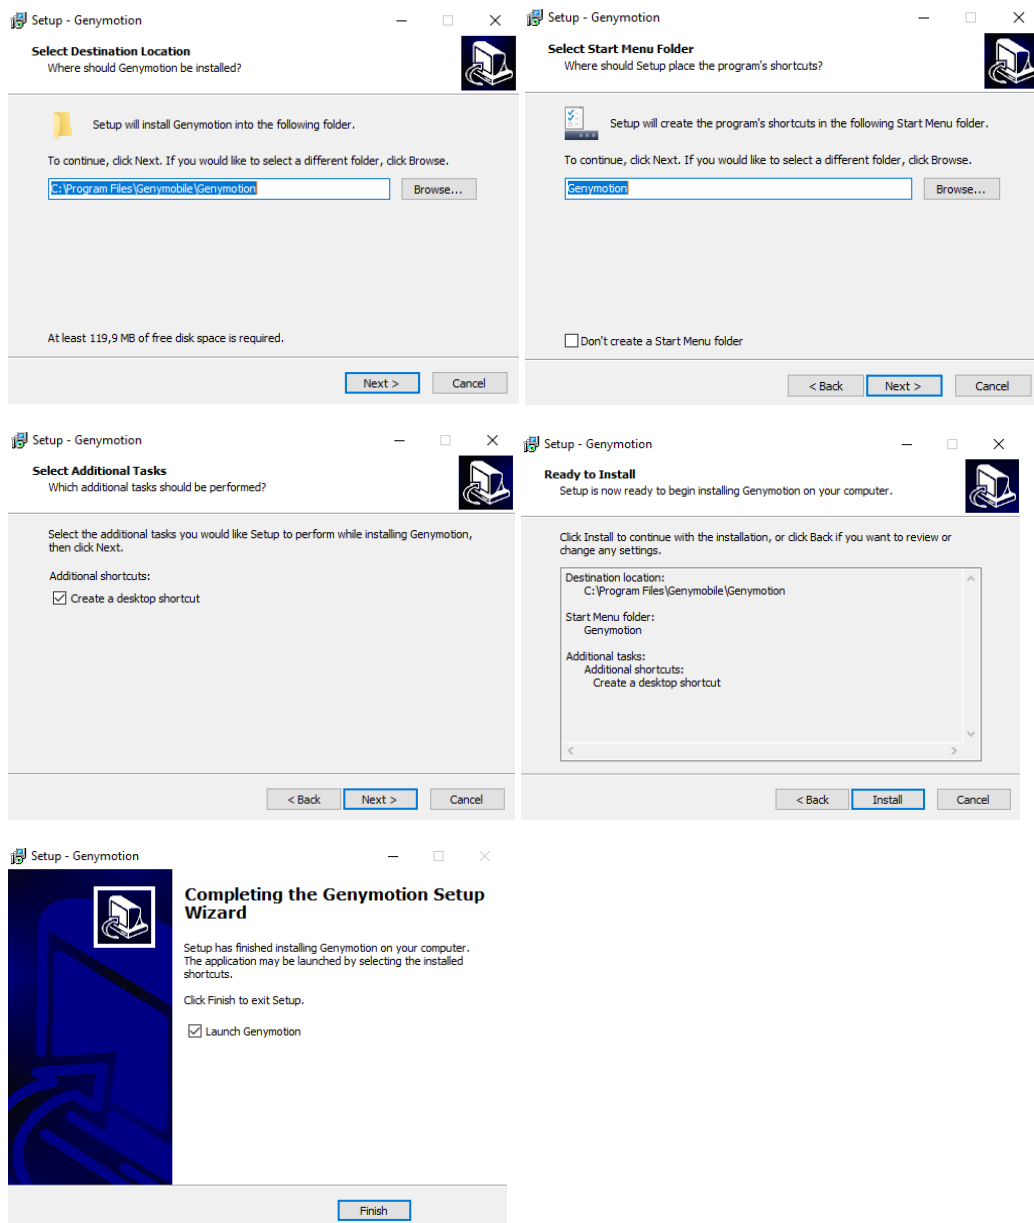 Setup - Genymotion
Select Destination Location
Where should Genymotion be installed?
Setup will install Genymotion into the following folder.
To continue, click Next. If you would like to select a different folder, click Browse.
C:\Program Files\Genymobile\Genymotion
Browse...
At least 119,9 MB of free disk space is required.
Next >
Cancel
Setup - Genymotion
Select Start Menu Folder
Where should Setup place the program's shortcuts?
Setup will create the program's shortcuts in the following Start Menu folder.
To continue, click Next. If you would like to select a different folder, click Browse.
Genymotion
Browse...
Don't create a Start Menu folder
< Back
Next >
Cancel
Setup - Genymotion
Select Additional Tasks
Which additional tasks should be performed?
Select the additional tasks you would like Setup to perform while installing Genymotion,
then click Next.
Additional shortcuts:
Create a desktop shortcut
< Back
Next >
Cancel
Setup - Genymotion
Ready to Install
Setup is now ready to begin installing Genymotion on your computer.
Click Install to continue with the installation, or click Back if you want to review or
change any settings.
Destination location:
C:\Program Files\Genymobile\Genymotion
Start Menu folder:
Genymotion
Additional tasks:
Additional shortcuts:
Create a desktop shortcut
< Back
Install
Cancel
Setup - Genymotion
Completing the Genymotion Setup
Wizard
Setup has finished installing Genymotion on your computer.
The application may be launched by selecting the installed
shortcuts.
Click Finish to exit Setup.
Launch Genymotion
Finish